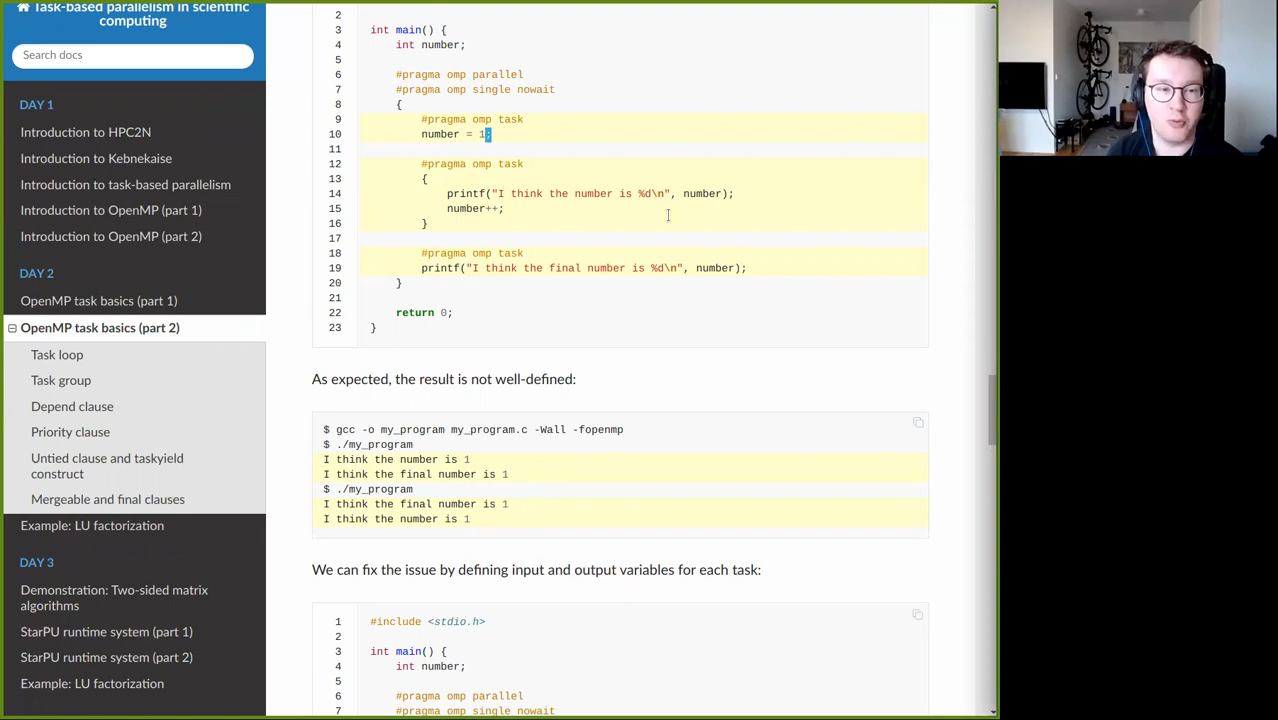 Task-based parallelism in scientific
computing
Search docs
DAY 1
Introduction to HPC2N
Introduction to Kebnekaise
Introduction to task-based parallelism
Introduction to OpenMP (part 1)
Introduction to OpenMP (part 2)
DAY 2
OpenMP task basics (part 1)
OpenMP task basics (part 2)
Task loop
Task group
Depend clause
Priority clause
Untied clause and taskyield
construct
Mergeable and final clauses
Example: LU factorization
DAY 3
Demonstration: Two-sided matrix
algorithms
StarPU runtime system (part 1)
StarPU runtime system (part 2)
Example: LU factorization
2
3 int main() {
4 int number;
5
6 #pragma omp parallel
7 #pragma omp single nowait
8 {
9 #pragma omp task
10 number = 1;
11
12 #pragma omp task
13 {
14 printf("I think the number is %d\n", number);
15 number++;
16 }
17
18 #pragma omp task
19 printf("I think the final number is %d\n", number);
20 }
21
22 return 0;
23 }
As expected, the result is not well-defined:
$ gcc -o my_program my_program.c -Wall -fopenmp
$ ./my_program
I think the number is 1
I think the final number is 1
$ ./my_program
I think the final number is 1
I think the number is 1
We can fix the issue by defining input and output variables for each task:
1 #include <stdio.h>
2
3 int main() {
4 int number;
5
6 #pragma omp parallel
7 #pragma omp single nowait